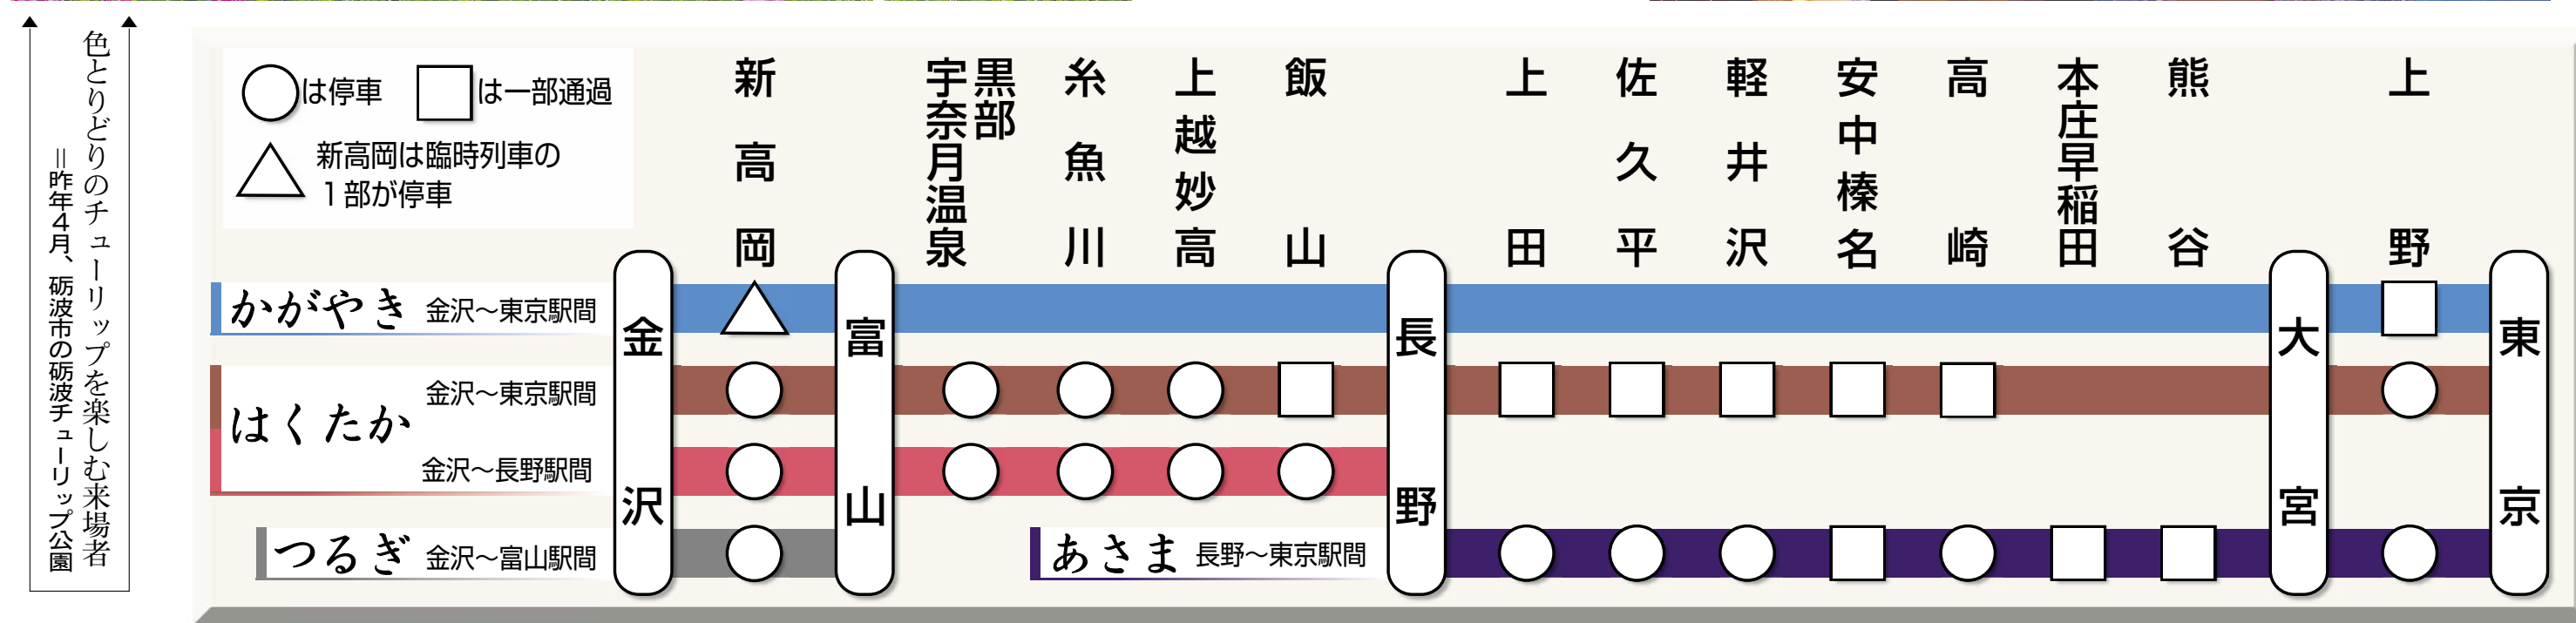 色とりどりのチューリップを楽しむ来場者
=昨年4月、砺波市の砺波チューリップ公園
は停車
は一部通過
新高岡は臨時列車の
1部が停車
金沢
新高岡
富山
黒部
宇奈月温泉
糸魚川
上越妙高
飯山
長野
上田
佐久平
軽井沢
安中榛名
高崎
本庄早稲田
熊谷
大宮
上野
東京
かがやき 金沢〜東京駅間
はくたか
金沢〜東京駅間
金沢〜長野駅間
つるぎ 金沢〜富山駅間
あさま 長野〜東京駅間